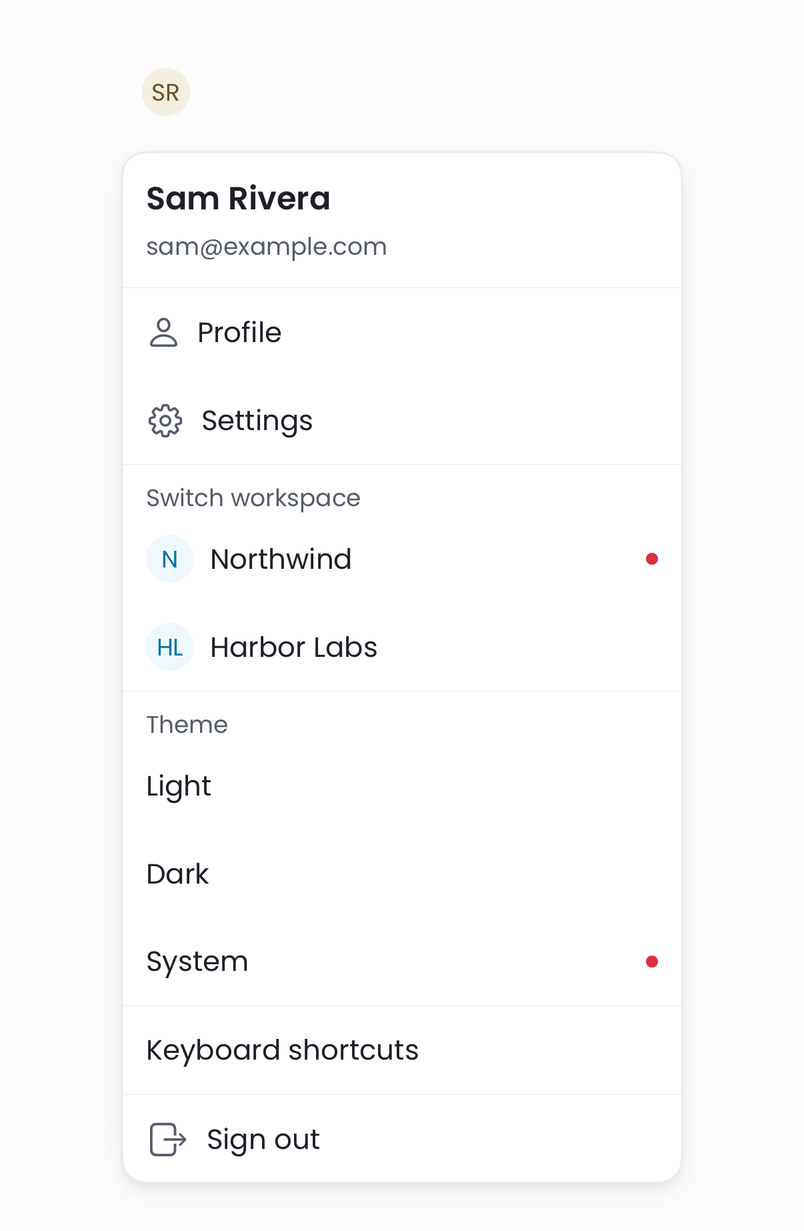 SR
Sam Rivera
sam@example.com
Profile
Settings
Switch workspace
N Northwind
HL Harbor Labs
Theme
Light
Dark
System
Keyboard shortcuts
Sign out